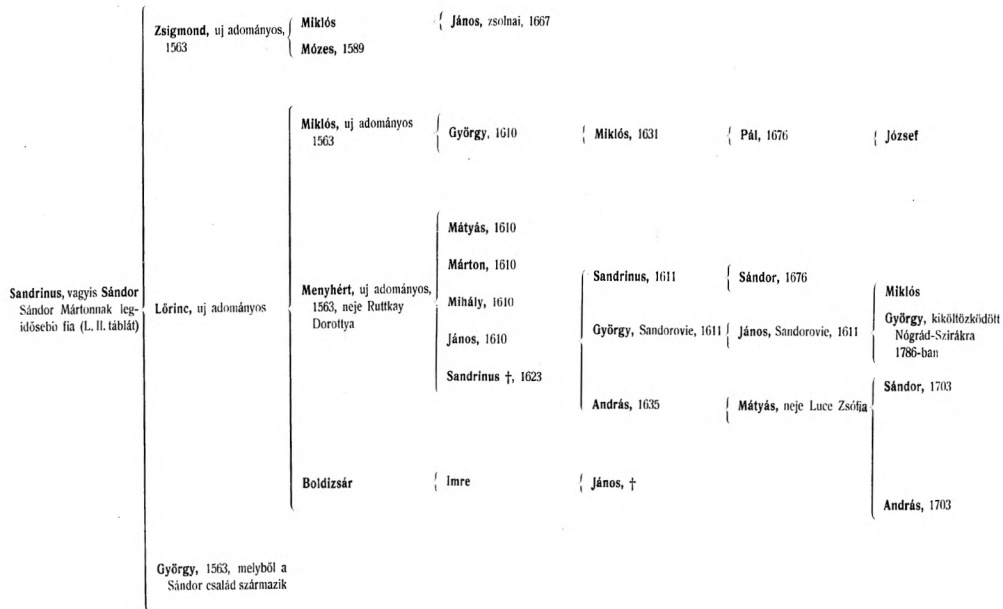 Zsigmond, uj adományos,
1563
Miklós
Mózes, 1589
János, zsolnai, 1667
Miklós, uj adományos
1563
György, 1610
Miklós, 1631
Pál, 1676
József
Sandrinus, vagyis Sándor
Sándor Mártonnak leg-
idősebb fia (L. II. táblát)
Lőrinc, uj adományos
Menyhért, uj adományos,
1563, neje Ruttkay
Dorottya
Mátyás, 1610
Márton, 1610
Mihály, 1610
János, 1610
Sandrinus †, 1623
Sandrinus, 1611
Sándor, 1676
György, Sandorovie, 1611
János, Sandorovie, 1611
Miklós
György, kiköltözködött
Nógrád-Szirákra
1786-ban
András, 1635
Mátyás, neje Luce Zsófia
Sándor, 1703
András, 1703
Boldizsár
Imre
János, †
György, 1563, melyből a
Sándor család származik